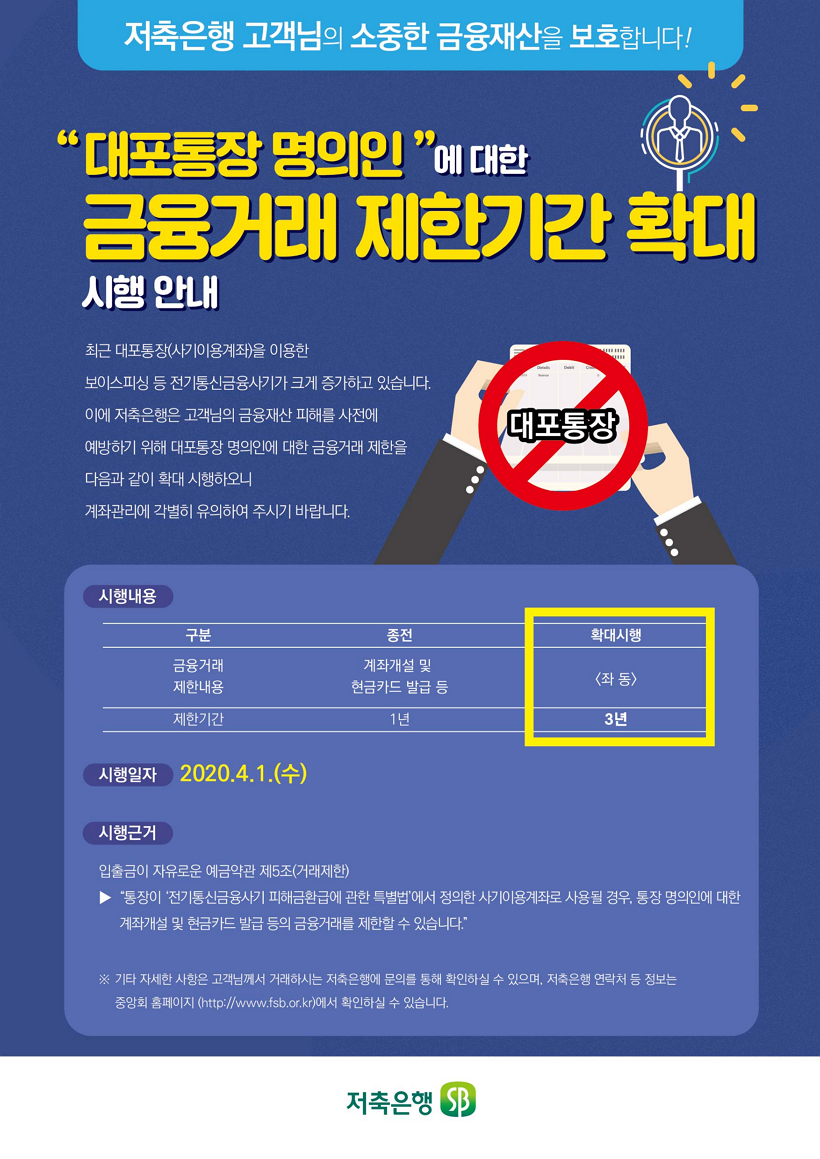 저축은행 고객님의 소중한 금융재산을 보호합니다!
“대포통장 명의인”에 대한
금융거래 제한기간 확대
시행 안내
최근 대포통장(사기이용계좌)을 이용한
보이스피싱 등 전기통신금융사기가 크게 증가하고 있습니다.
이에 저축은행은 고객님의 금융재산 피해를 사전에
예방하기 위해 대포통장 명의인에 대한 금융거래 제한을
다음과 같이 확대 시행하오니
계좌관리에 각별히 유의하여 주시기 바랍니다.
Details Debit
대포통장
시행내용
구분 종전 확대시행
금융거래 제한내용 계좌개설 및 현금카드 발급 등 〈좌 동〉
제한기간 1년 3년
시행일자 2020.4.1.(수)
시행근거
입출금이 자유로운 예금약관 제5조(거래제한)
▶ “통장이 ‘전기통신금융사기 피해금환급에 관한 특별법’에서 정의한 사기이용계좌로 사용될 경우, 통장 명의인에 대한
계좌개설 및 현금카드 발급 등의 금융거래를 제한할 수 있습니다.”
※ 기타 자세한 사항은 고객님께서 거래하시는 저축은행에 문의를 통해 확인하실 수 있으며, 저축은행 연락처 등 정보는
중앙회 홈페이지 (http://www.fsb.or.kr)에서 확인하실 수 있습니다.
저축은행 SB